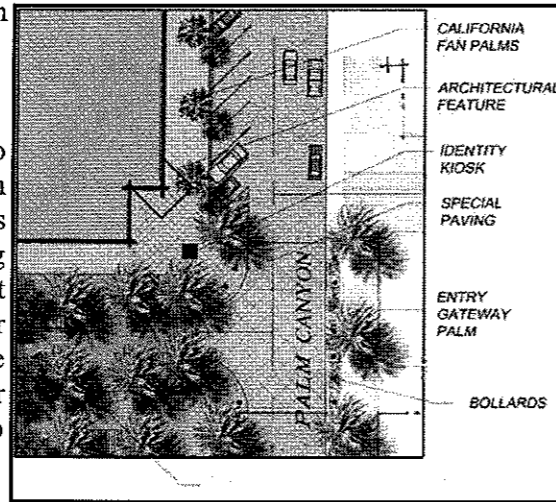 CALIFORNIA
FAN PALMS
ARCHITECTURAL
FEATURE
IDENTITY
KIOSK
SPECIAL
PAVING
ENTRY
GATEWAY
PALM
BOLLARDS
PALM CANYON